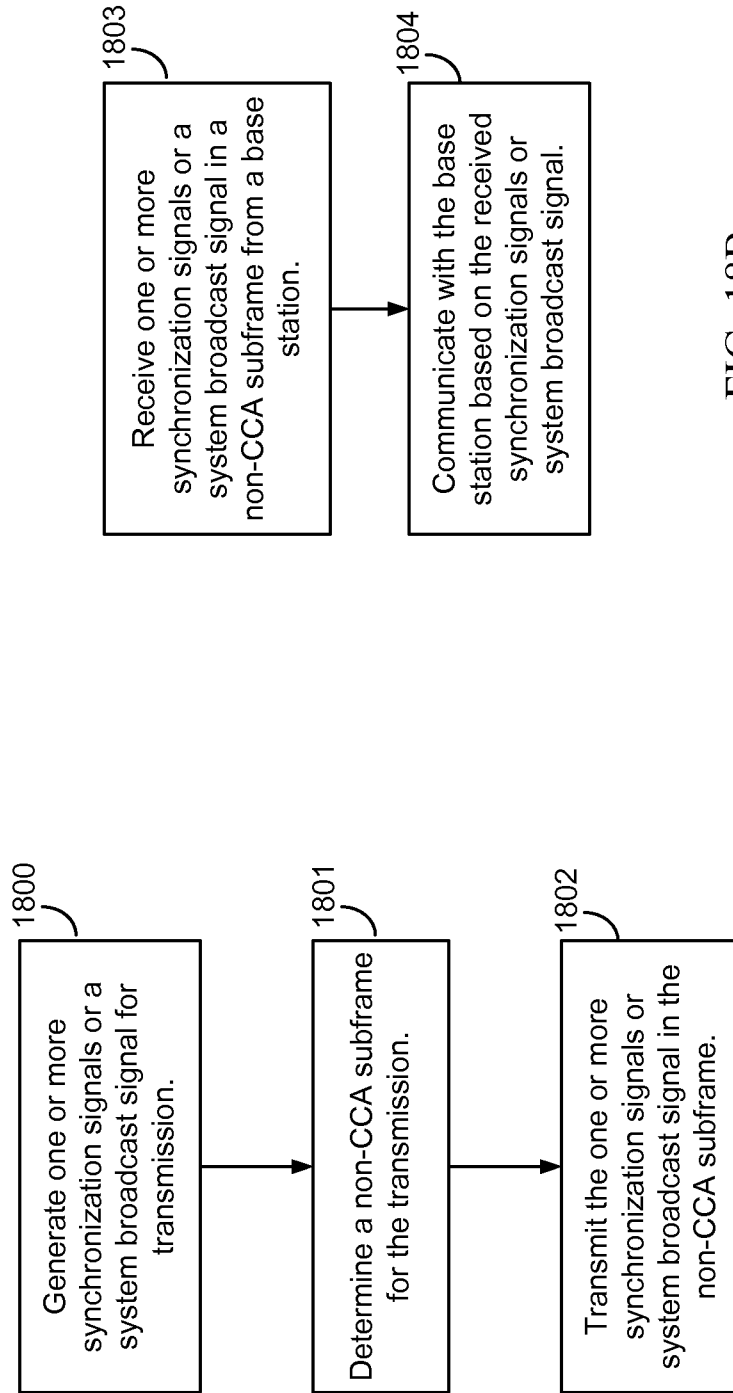 1800
Generate one or more
synchronization signals or a
system broadcast signal for
transmission.
1801
Determine a non-CCA subframe
for the transmission.
1802
Transmit the one or more
synchronization signals or
system broadcast signal in the
non-CCA subframe.
1803
Receive one or more
synchronization signals or a
system broadcast signal in a
non-CCA subframe from a base
station.
1804
Communicate with the base
station based on the received
synchronization signals or
system broadcast signal.
FIG.